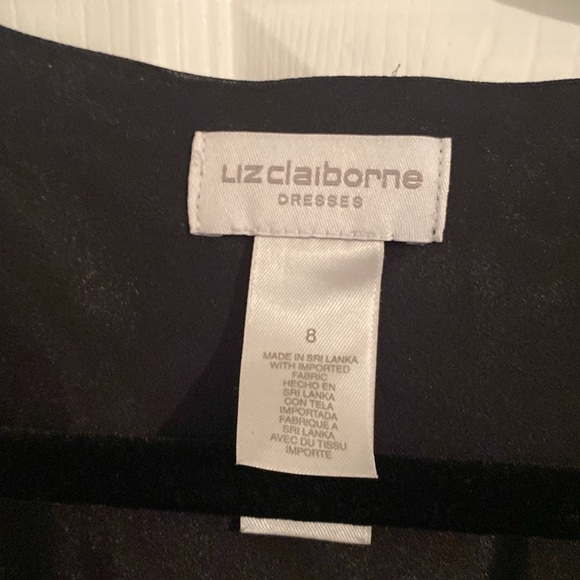 Lizclaiborne
DRESSES
8
MADE IN SRI LANKA
WITH IMPORTED
FABRIC
HECHO EN
SRI LANKA
CON TELA
IMPORTADA
FABRIQUE A
SRI LANKA
AVEC DU TISSU
IMPORTE